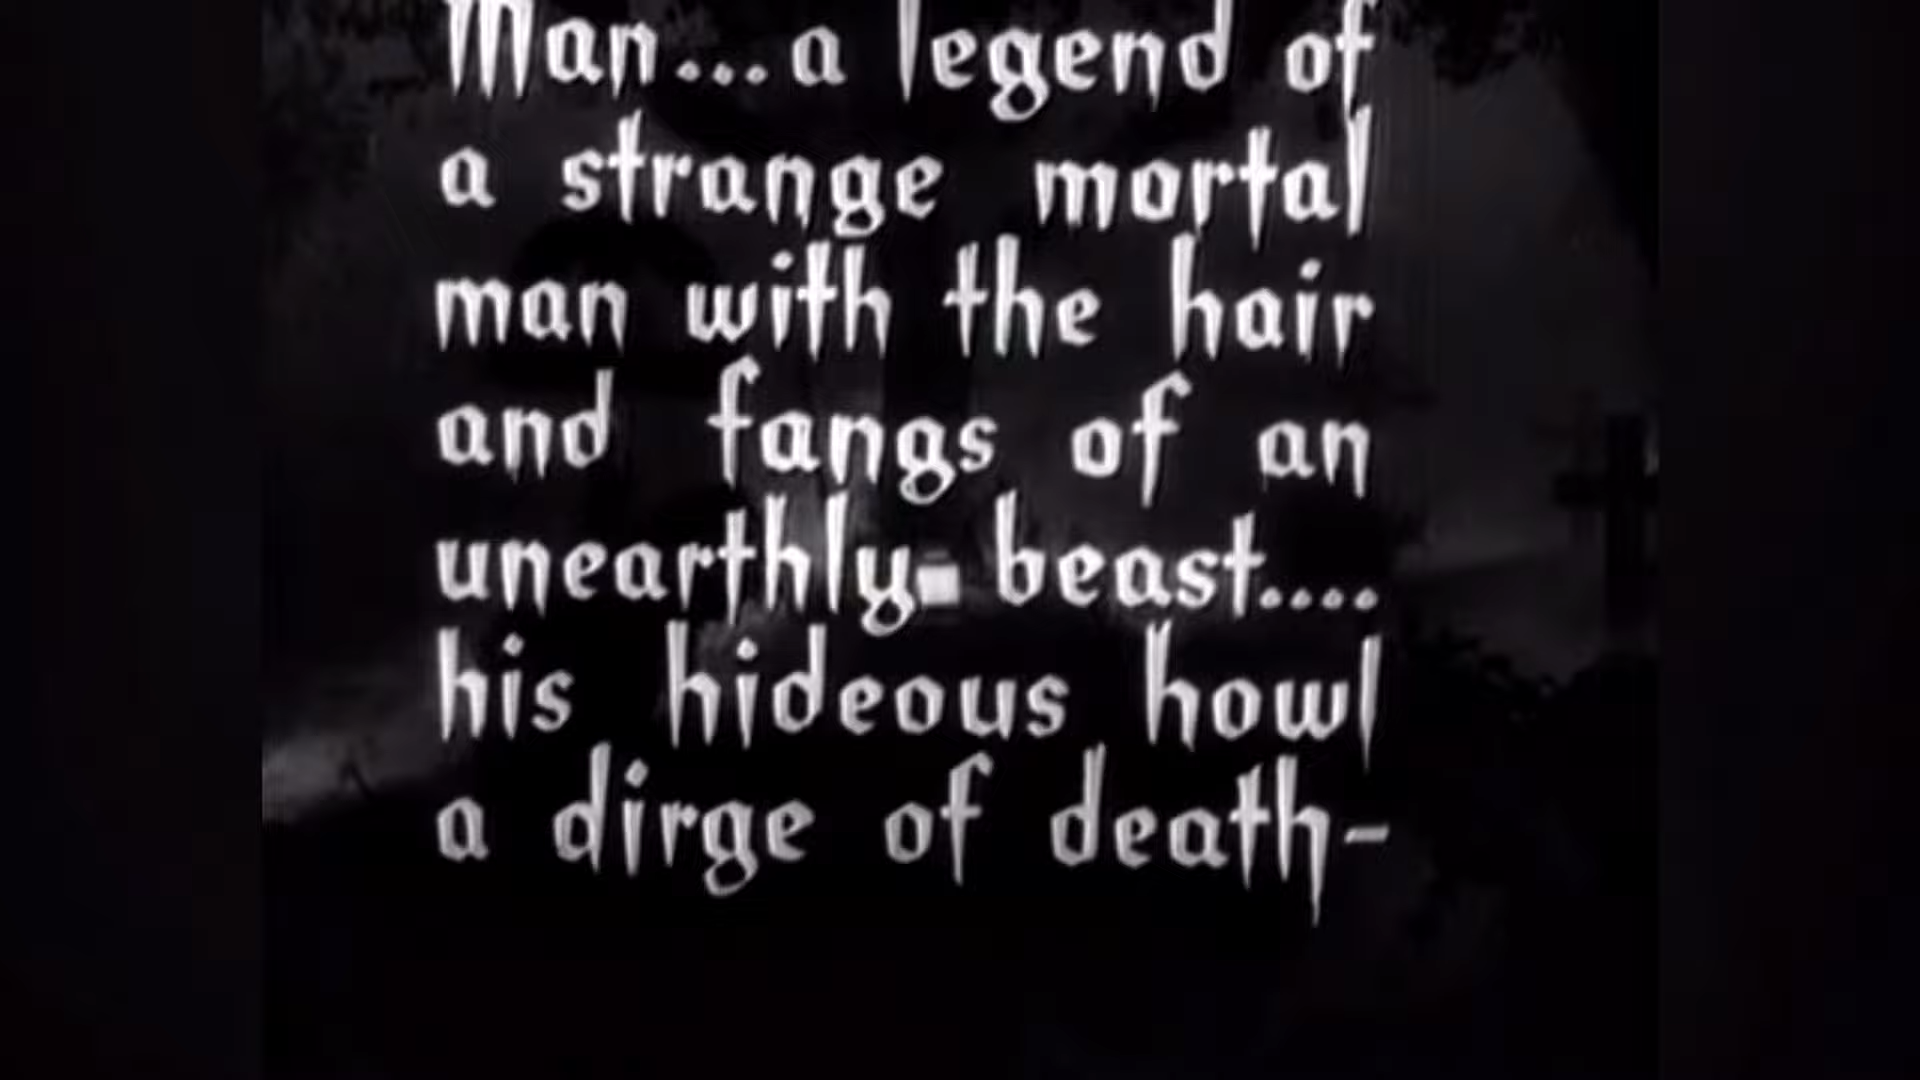 Man...a legend of
a strange mortal
man with the hair
and fangs of an
unearthly beast....
his hideous howl
a dirge of death-